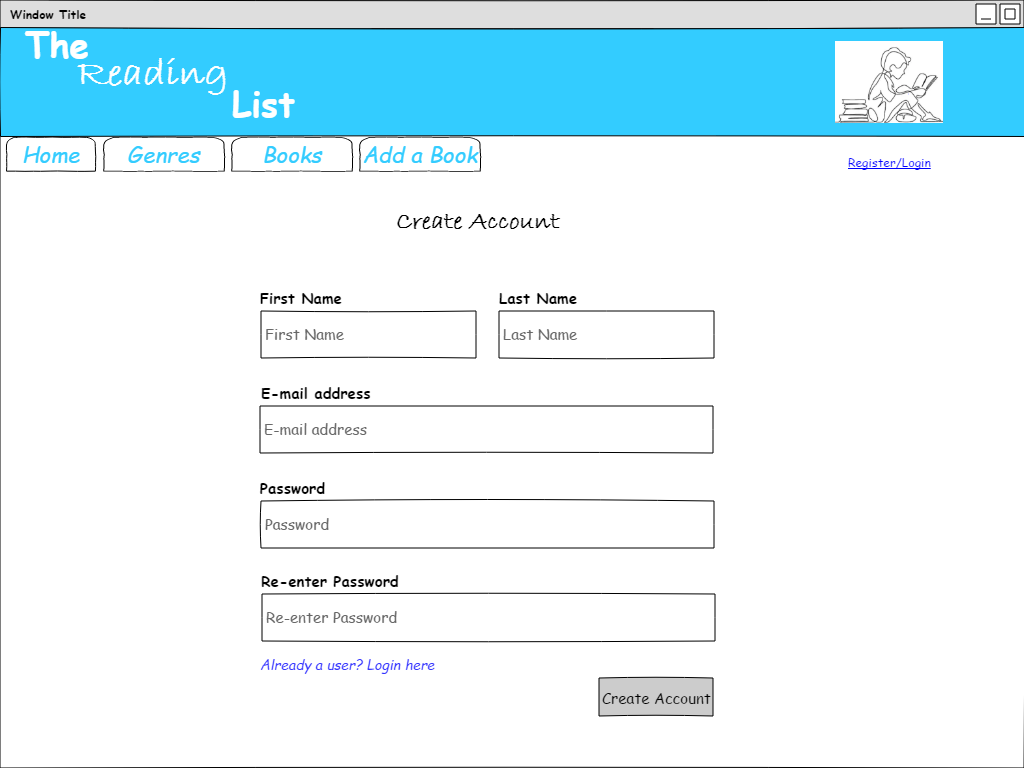 Window Title
The
Reading
List
Home Genres Books Add a Book
Register/Login
Create Account
First Name Last Name
First Name Last Name
E-mail address
E-mail address
Password
Password
Re-enter Password
Re-enter Password
Already a user? Login here
Create Account